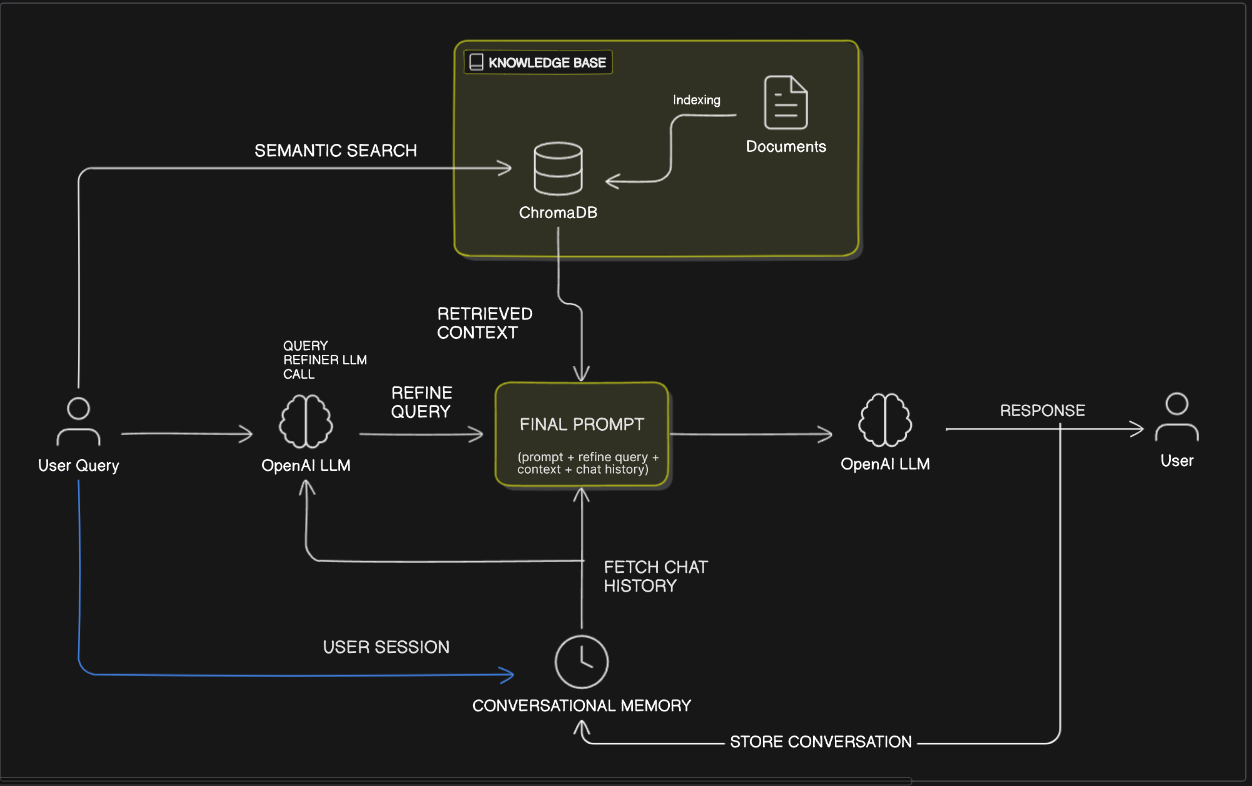 KNOWLEDGE BASE
Indexing
Documents
SEMANTIC SEARCH
ChromaDB
RETRIEVED
CONTEXT
QUERY
REFINER LLM
CALL
REFINE
QUERY
FINAL PROMPT
(prompt + refine query +
context + chat history)
RESPONSE
User Query
OpenAI LLM
OpenAI LLM
User
FETCH CHAT
HISTORY
USER SESSION
CONVERSATIONAL MEMORY
STORE CONVERSATION